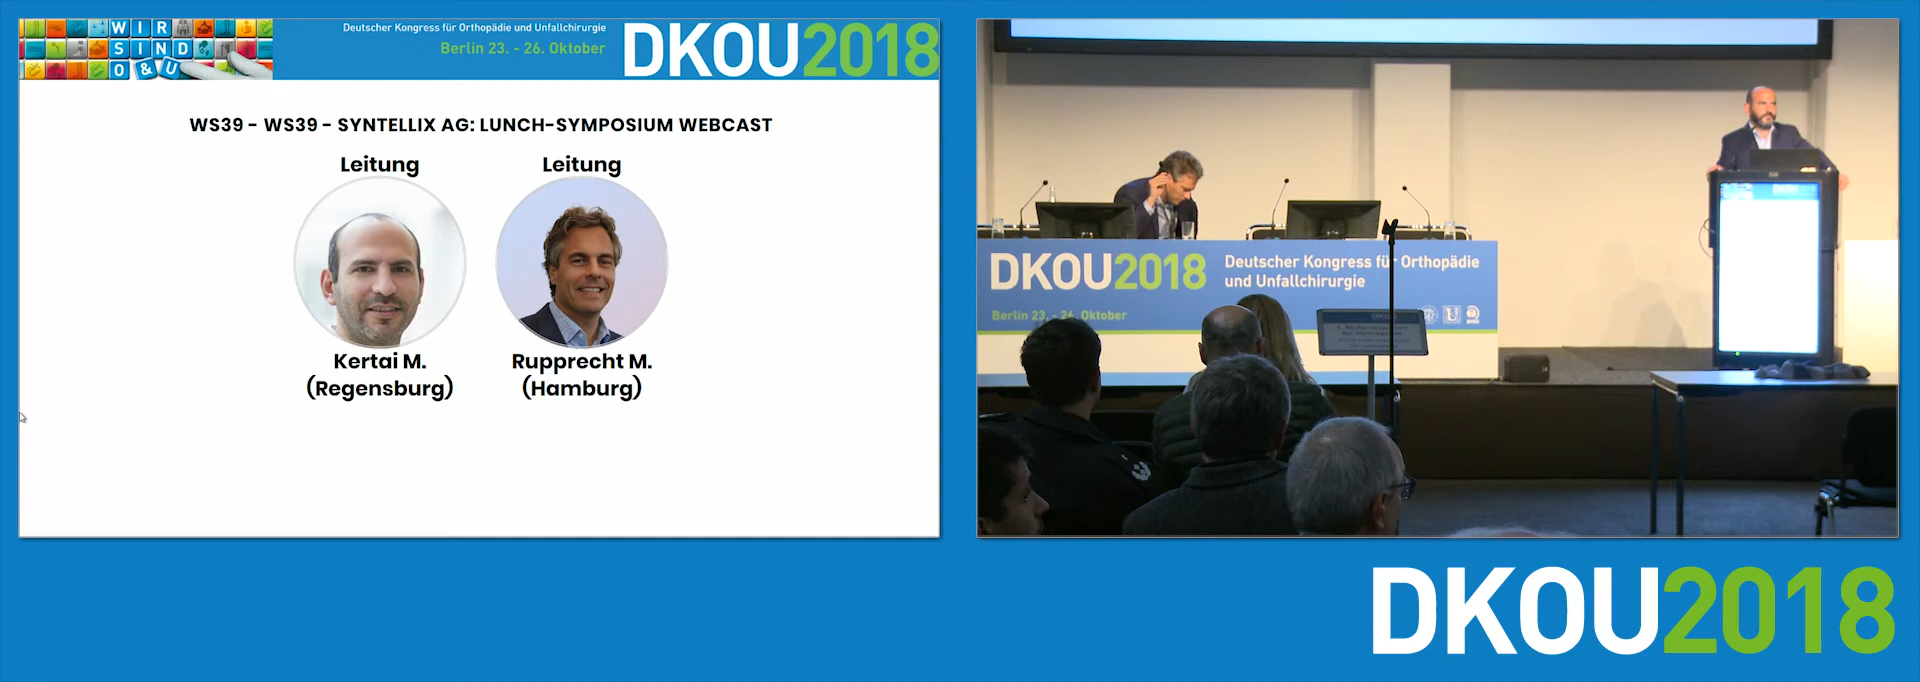 WIR
SIND
O & U
Deutscher Kongress für Orthopädie und Unfallchirurgie
Berlin 23. - 26. Oktober
DKOU2018
WS39 - WS39 - SYNTELLIX AG: LUNCH-SYMPOSIUM WEBCAST
Leitung
Kertai M.
(Regensburg)
Leitung
Rupprecht M.
(Hamburg)
DKOU2018
Deutscher Kongress für Orthopädie
und Unfallchirurgie
Berlin 23. - 26. Oktober
DKOU2018